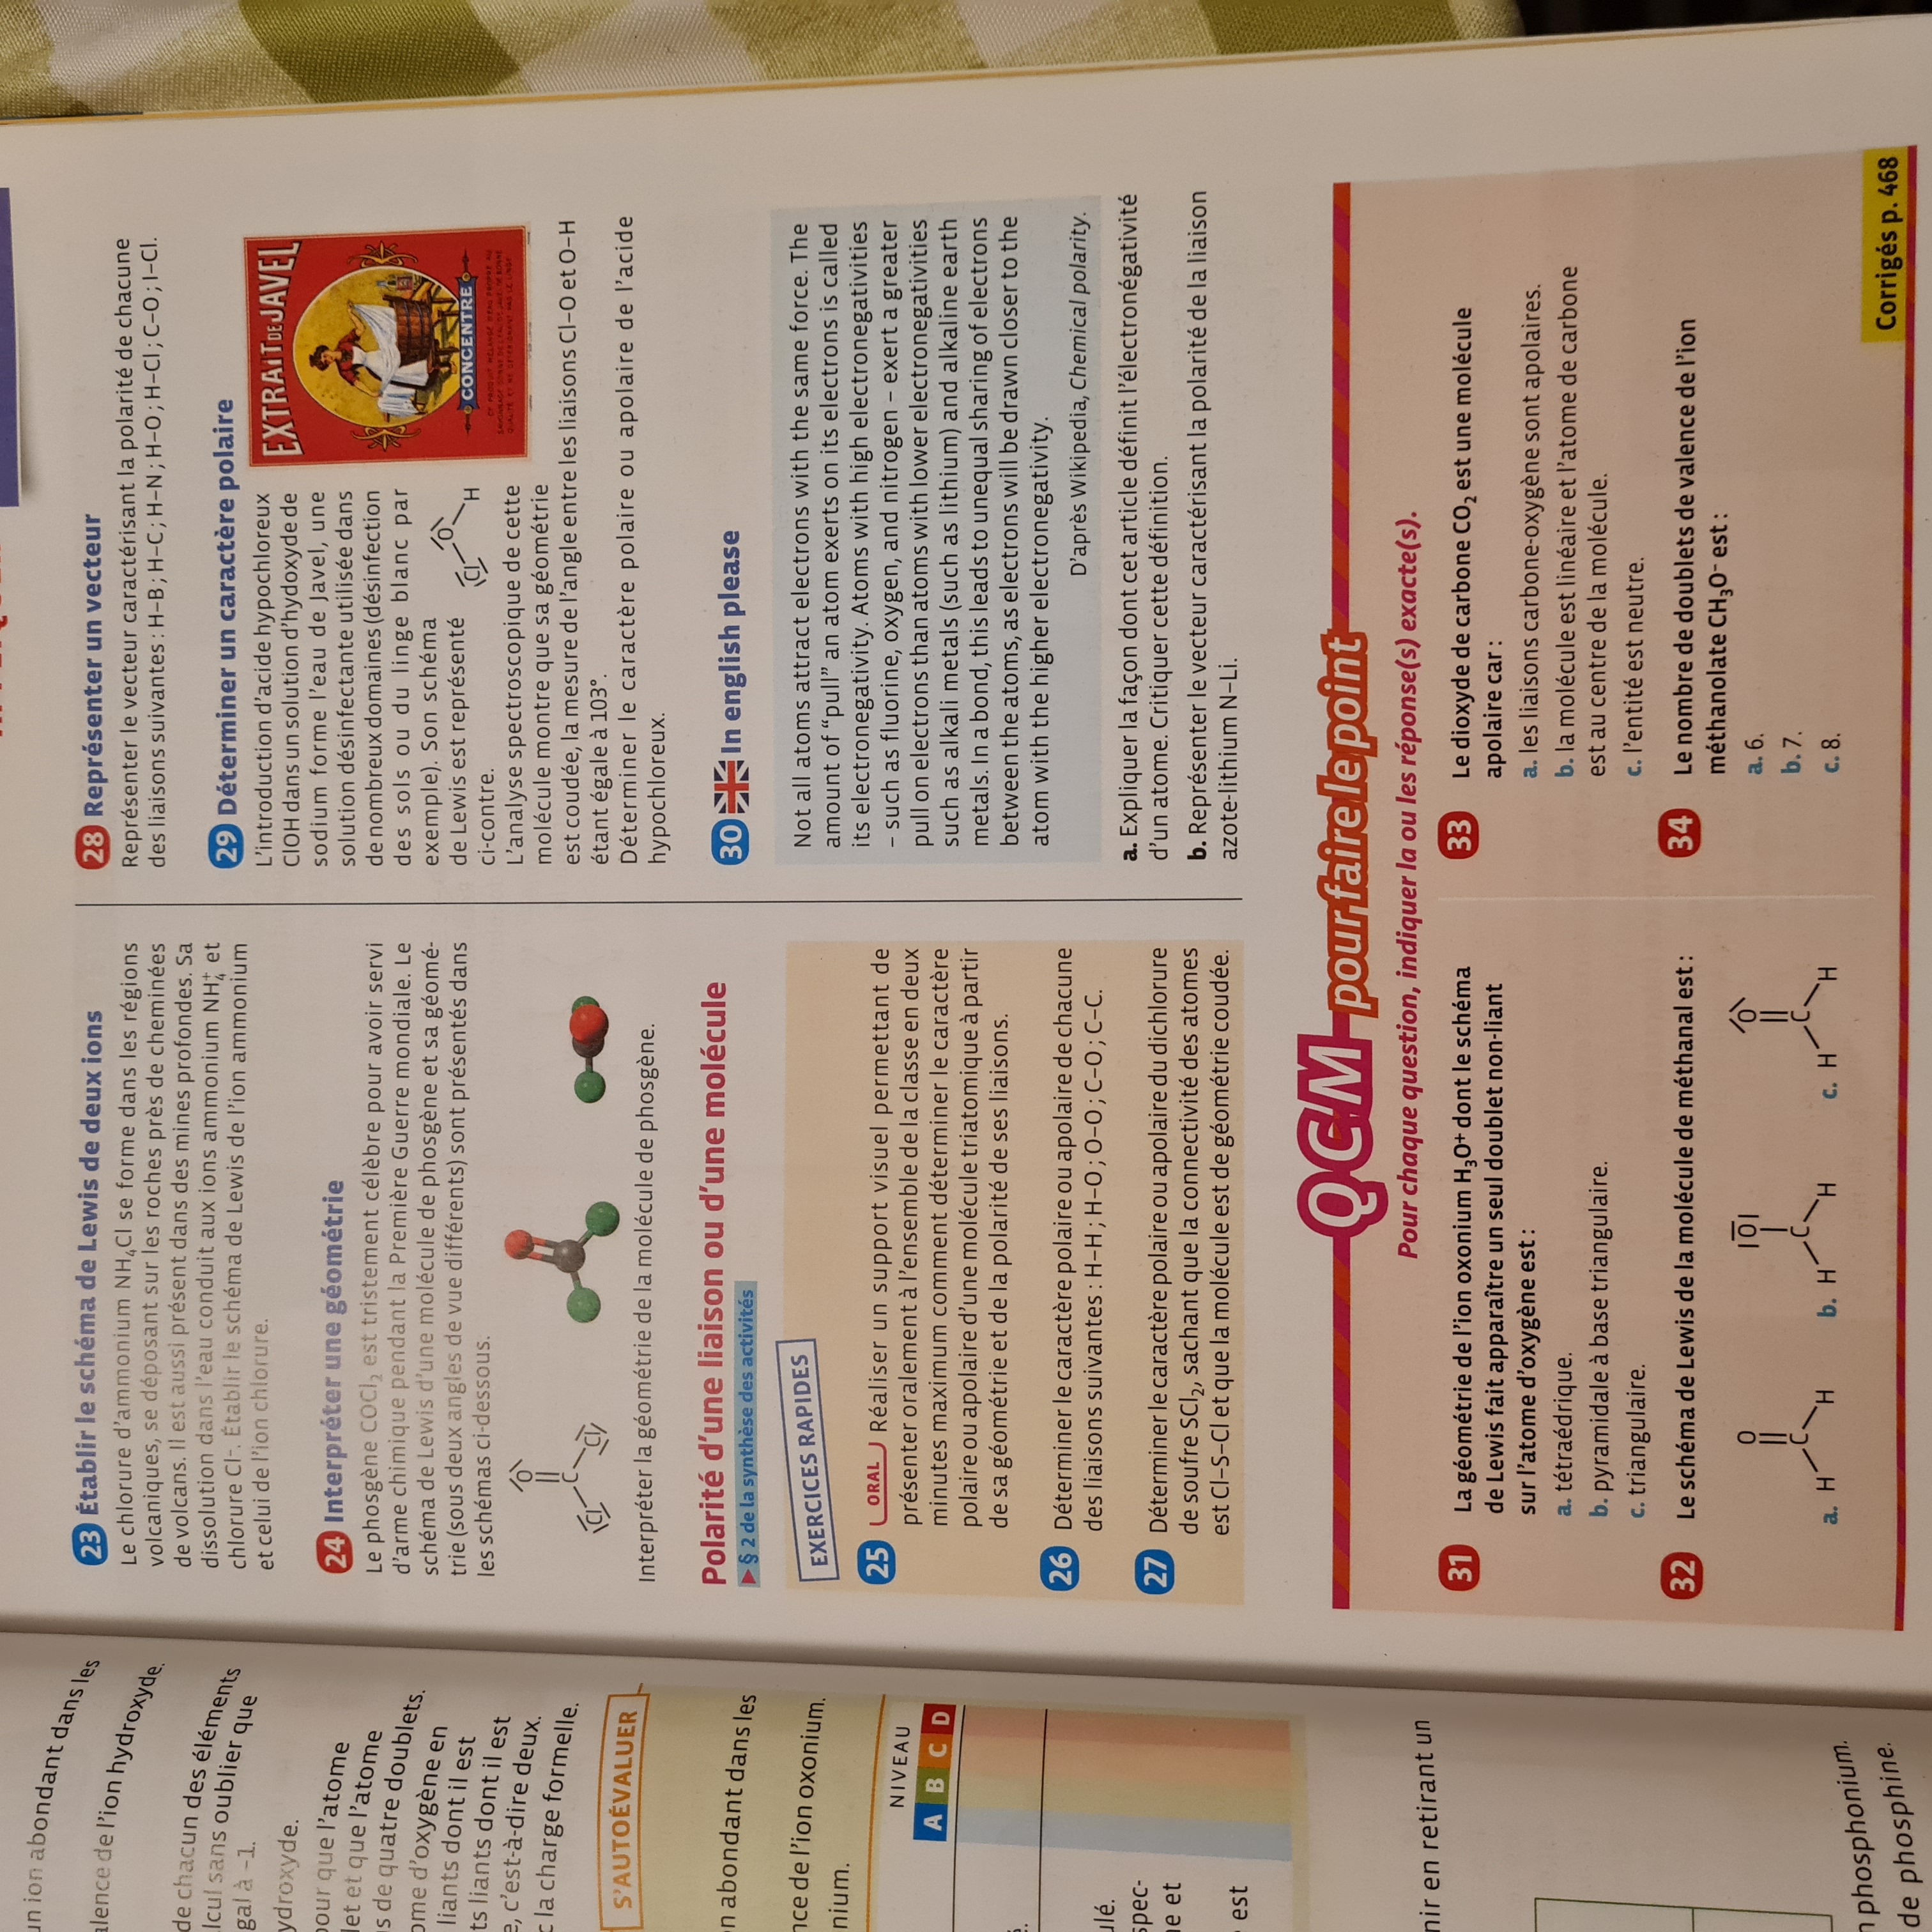 un ion abondant dans les
alence de l'ion hydroxyde.
de chacun des éléments
lcul sans oublier que
gal à –1.
ydroxyde.
pour que l'atome
let et que l'atome
s de quatre doublets.
ome d'oxygène en
liants dont il est
ts liants dont il est
e, c'est-à-dire deux.
c la charge formelle.
S'AUTOÉVALUER
n abondant dans les
nce de l'ion oxonium.
nium.
NIVEAU
A B C D
ulé.
spec-
ne et
est
nir en retirant un
n phosphonium.
de phosphine.
23 Établir le schéma de Lewis de deux ions
Le chlorure d'ammonium NH₄Cl se forme dans les régions
volcaniques, se déposant sur les roches près de cheminées
de volcans. Il est aussi présent dans des mines profondes. Sa
dissolution dans l'eau conduit aux ions ammonium NH₄⁺ et
chlorure Cl⁻. Établir le schéma de Lewis de l'ion ammonium
et celui de l'ion chlorure.
24 Interpréter une géométrie
Le phosgène COCl₂ est tristement célèbre pour avoir servi
d'arme chimique pendant la Première Guerre mondiale. Le
schéma de Lewis d'une molécule de phosgène et sa géomé-
trie (sous deux angles de vue différents) sont présentés dans
les schémas ci-dessous.
O
C
Cl Cl
Interpréter la géométrie de la molécule de phosgène.
Polarité d'une liaison ou d'une molécule
▶ § 2 de la synthèse des activités
EXERCICES RAPIDES
25 ORAL Réaliser un support visuel permettant de
présenter oralement à l'ensemble de la classe en deux
minutes maximum comment déterminer le caractère
polaire ou apolaire d'une molécule triatomique à partir
de sa géométrie et de la polarité de ses liaisons.
26 Déterminer le caractère polaire ou apolaire de chacune
des liaisons suivantes : H–H ; H–O ; O–O ; C–O ; C–C.
27 Déterminer le caractère polaire ou apolaire du dichlorure
de soufre SCl₂, sachant que la connectivité des atomes
est Cl–S–Cl et que la molécule est de géométrie coudée.
28 Représenter un vecteur
Représenter le vecteur caractérisant la polarité de chacune
des liaisons suivantes : H–B ; H–C ; H–N ; H–O ; H–Cl ; C–O ; I–Cl.
29 Déterminer un caractère polaire
L'introduction d'acide hypochloreux
ClOH dans un solution d'hydoxyde de
sodium forme l'eau de Javel, une
solution désinfectante utilisée dans
de nombreux domaines (désinfection
des sols ou du linge blanc par
exemple). Son schéma
de Lewis est représenté
ci-contre.
O
Cl H
EXTRAIT DE JAVEL
CONCENTRE
L'analyse spectroscopique de cette
molécule montre que sa géométrie
est coudée, la mesure de l'angle entre les liaisons Cl–O et O–H
étant égale à 103°.
Déterminer le caractère polaire ou apolaire de l'acide
hypochloreux.
30 In english please
Not all atoms attract electrons with the same force. The
amount of “pull” an atom exerts on its electrons is called
its electronegativity. Atoms with high electronegativities
– such as fluorine, oxygen, and nitrogen – exert a greater
pull on electrons than atoms with lower electronegativities
such as alkali metals (such as lithium) and alkaline earth
metals. In a bond, this leads to unequal sharing of electrons
between the atoms, as electrons will be drawn closer to the
atom with the higher electronegativity.
D'après Wikipedia, Chemical polarity.
a. Expliquer la façon dont cet article définit l'électronégativité
d'un atome. Critiquer cette définition.
b. Représenter le vecteur caractérisant la polarité de la liaison
azote-lithium N–Li.
QCM pour faire le point
Pour chaque question, indiquer la ou les réponse(s) exacte(s).
31 La géométrie de l'ion oxonium H₃O⁺ dont le schéma
de Lewis fait apparaître un seul doublet non-liant
sur l'atome d'oxygène est :
a. tétraédrique.
b. pyramidale à base triangulaire.
c. triangulaire.
32 Le schéma de Lewis de la molécule de méthanal est :
O O O
C C C
a. H H b. H H c. H H
33 Le dioxyde de carbone CO₂ est une molécule
apolaire car :
a. les liaisons carbone-oxygène sont apolaires.
b. la molécule est linéaire et l'atome de carbone
est au centre de la molécule.
c. l'entité est neutre.
34 Le nombre de doublets de valence de l'ion
méthanolate CH₃O⁻ est :
a. 6.
b. 7.
c. 8.
Corrigés p. 468